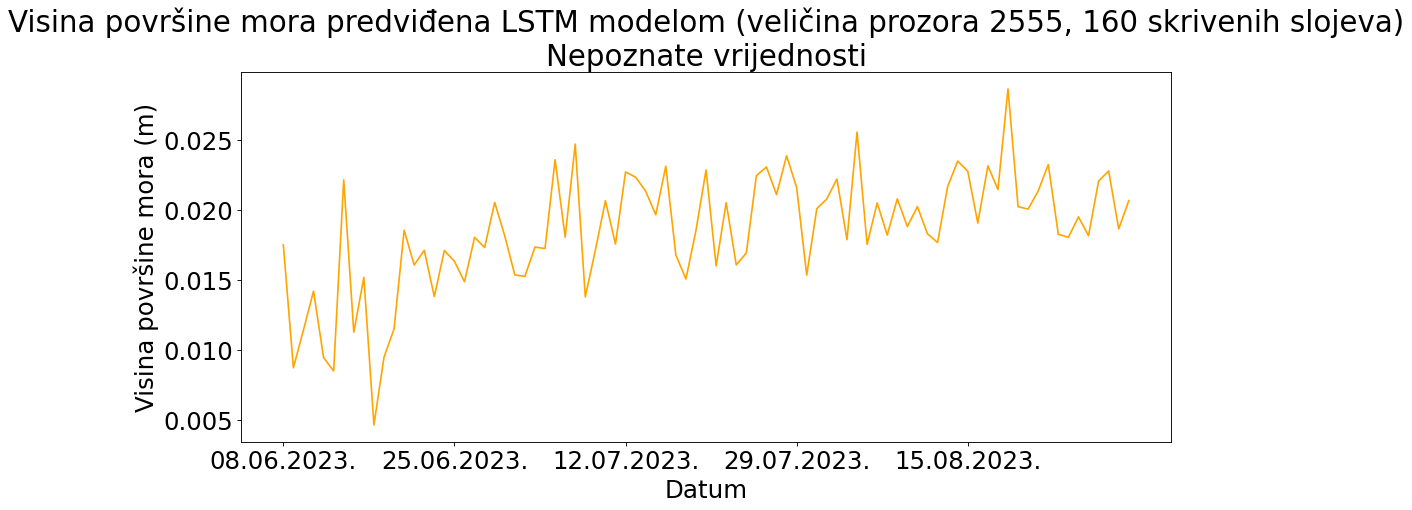 Visina površine mora predviđena LSTM modelom (veličina prozora 2555, 160 skrivenih slojeva)
Nepoznate vrijednosti
Visina površine mora (m)
0.025
0.020
0.015
0.010
0.005
08.06.2023. 25.06.2023. 12.07.2023. 29.07.2023. 15.08.2023.
Datum